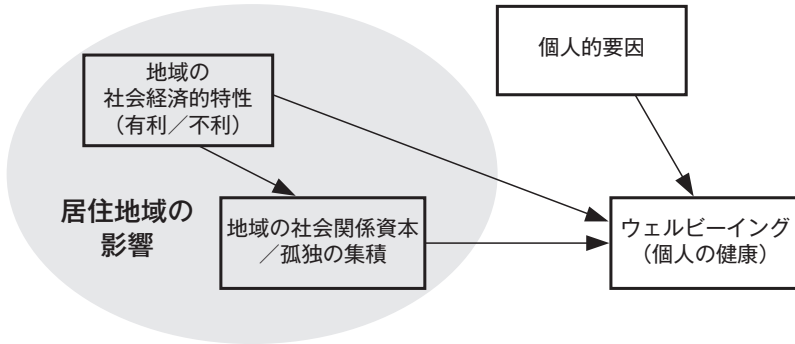 地域の
社会経済的特性
（有利／不利）
個人的要因
居住地域の
影響
地域の社会関係資本
／孤独の集積
ウェルビーイング
（個人の健康）